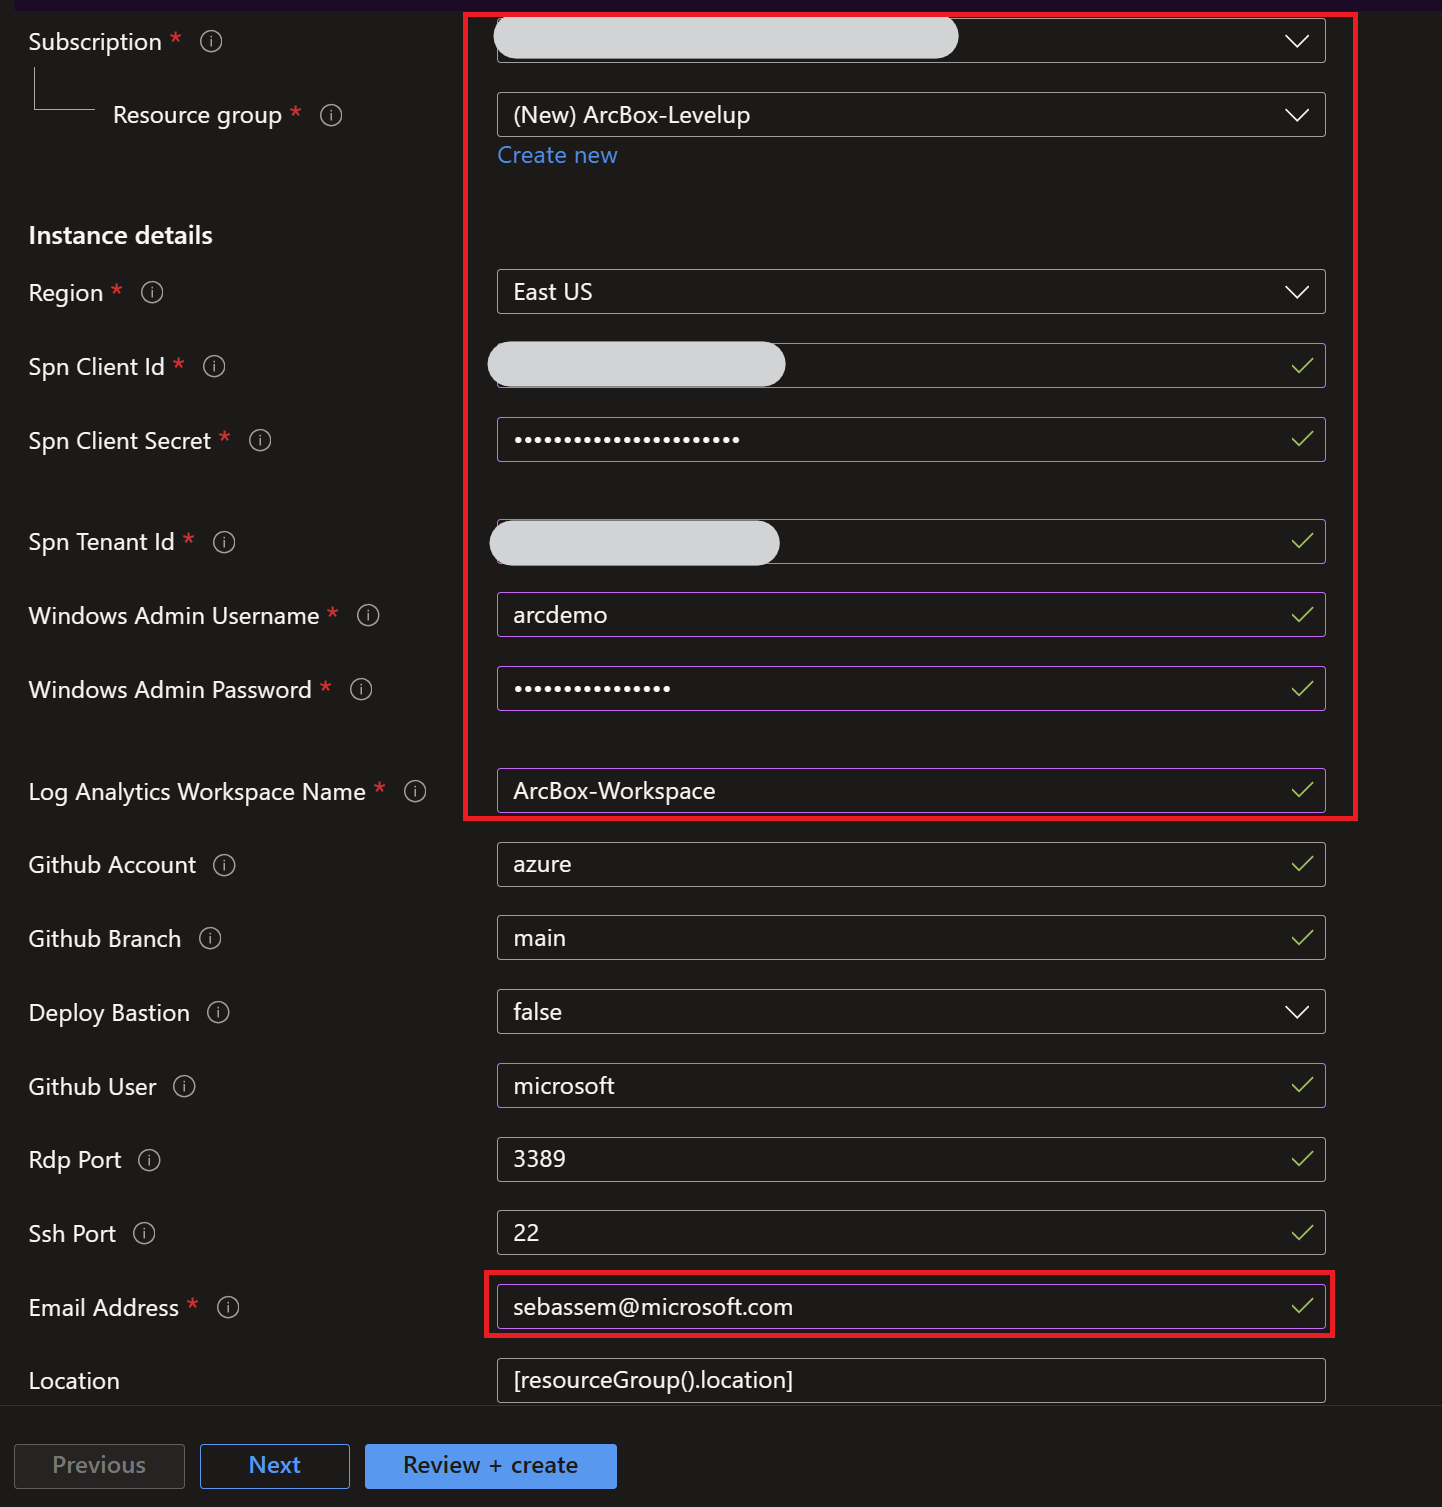 Subscription *
Resource group * (New) ArcBox-Levelup
Create new
Instance details
Region * East US
Spn Client Id *
Spn Client Secret * •••••••••••••••••••••••
Spn Tenant Id *
Windows Admin Username * arcdemo
Windows Admin Password * ••••••••••••••••
Log Analytics Workspace Name * ArcBox-Workspace
Github Account azure
Github Branch main
Deploy Bastion false
Github User microsoft
Rdp Port 3389
Ssh Port 22
Email Address * sebassem@microsoft.com
Location [resourceGroup().location]
Previous Next Review + create